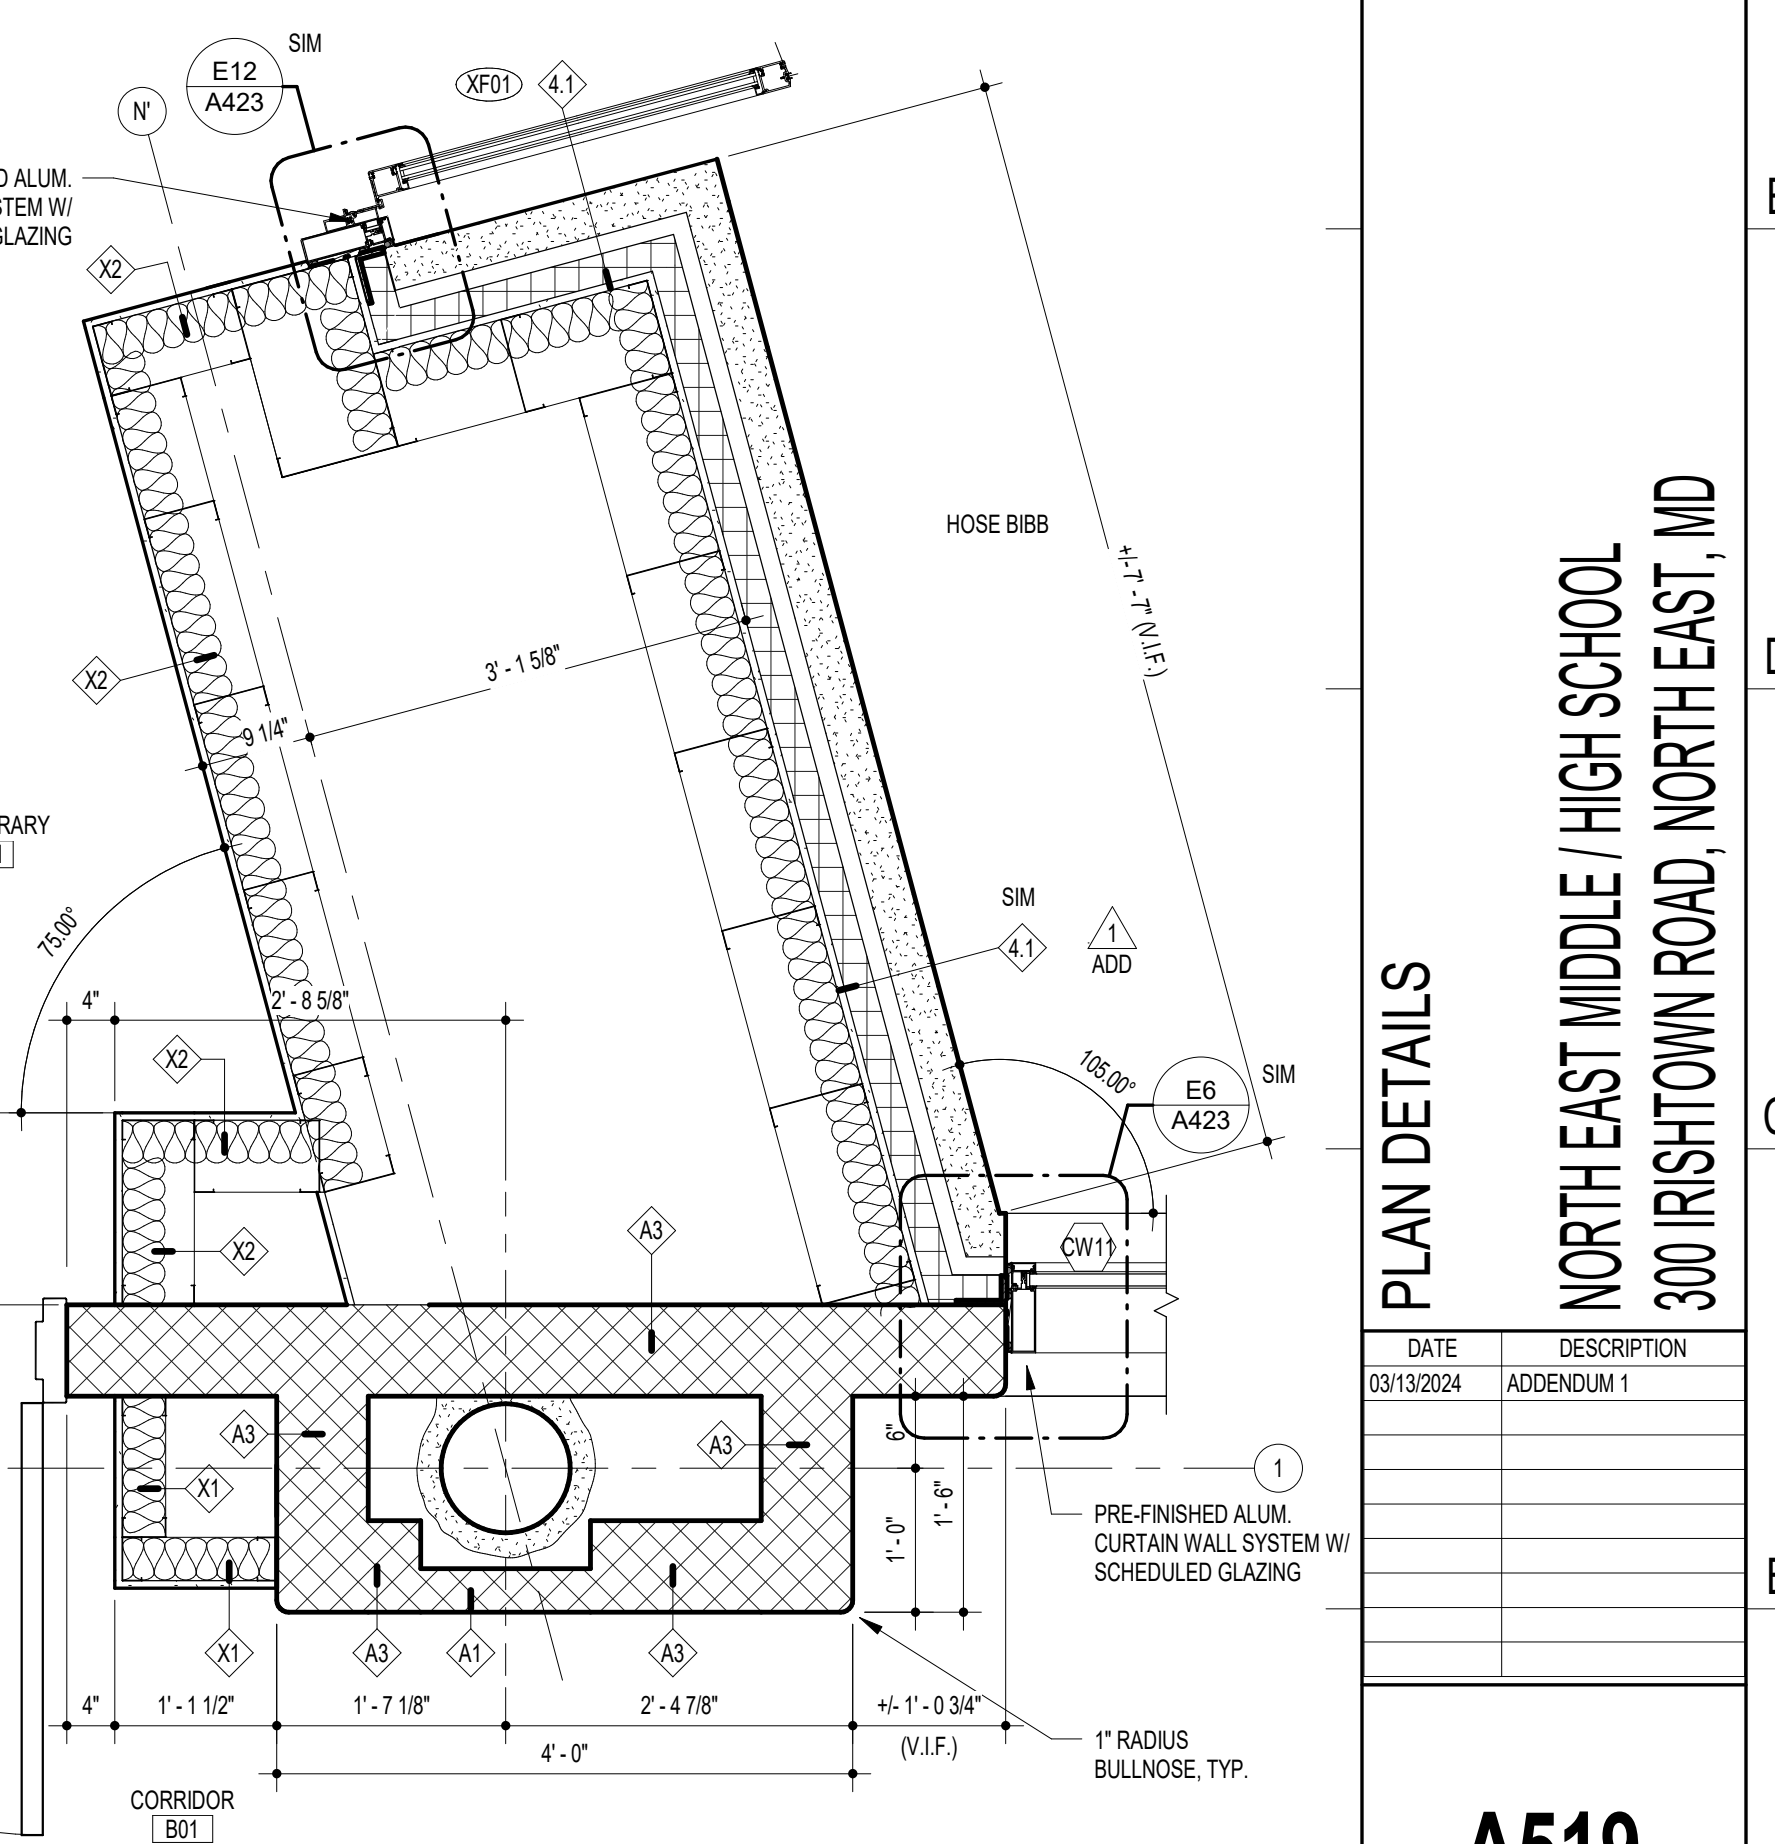 SIM
E12
A423
XF01
4.1
N'
D ALUM.
STEM W/
GLAZING
X2
HOSE BIBB
+/- 7' - 7" (V.I.F.)
3' - 1 5/8"
X2
9 1/4"
RARY
75.00°
SIM
4.1
1
ADD
4"
2' - 8 5/8"
X2
105.00°
SIM
E6
A423
X2
A3
CW11
A3
A3
6"
1
X1
1' - 0"
1' - 6"
PRE-FINISHED ALUM.
CURTAIN WALL SYSTEM W/
SCHEDULED GLAZING
X1
A3
A1
A3
4"
1' - 1 1/2"
1' - 7 1/8"
2' - 4 7/8"
+/- 1' - 0 3/4"
(V.I.F.)
4' - 0"
1" RADIUS
BULLNOSE, TYP.
CORRIDOR
B01
PLAN DETAILS
NORTH EAST MIDDLE / HIGH SCHOOL
300 IRISHTOWN ROAD, NORTH EAST, MD
DATE DESCRIPTION
03/13/2024 ADDENDUM 1
A519